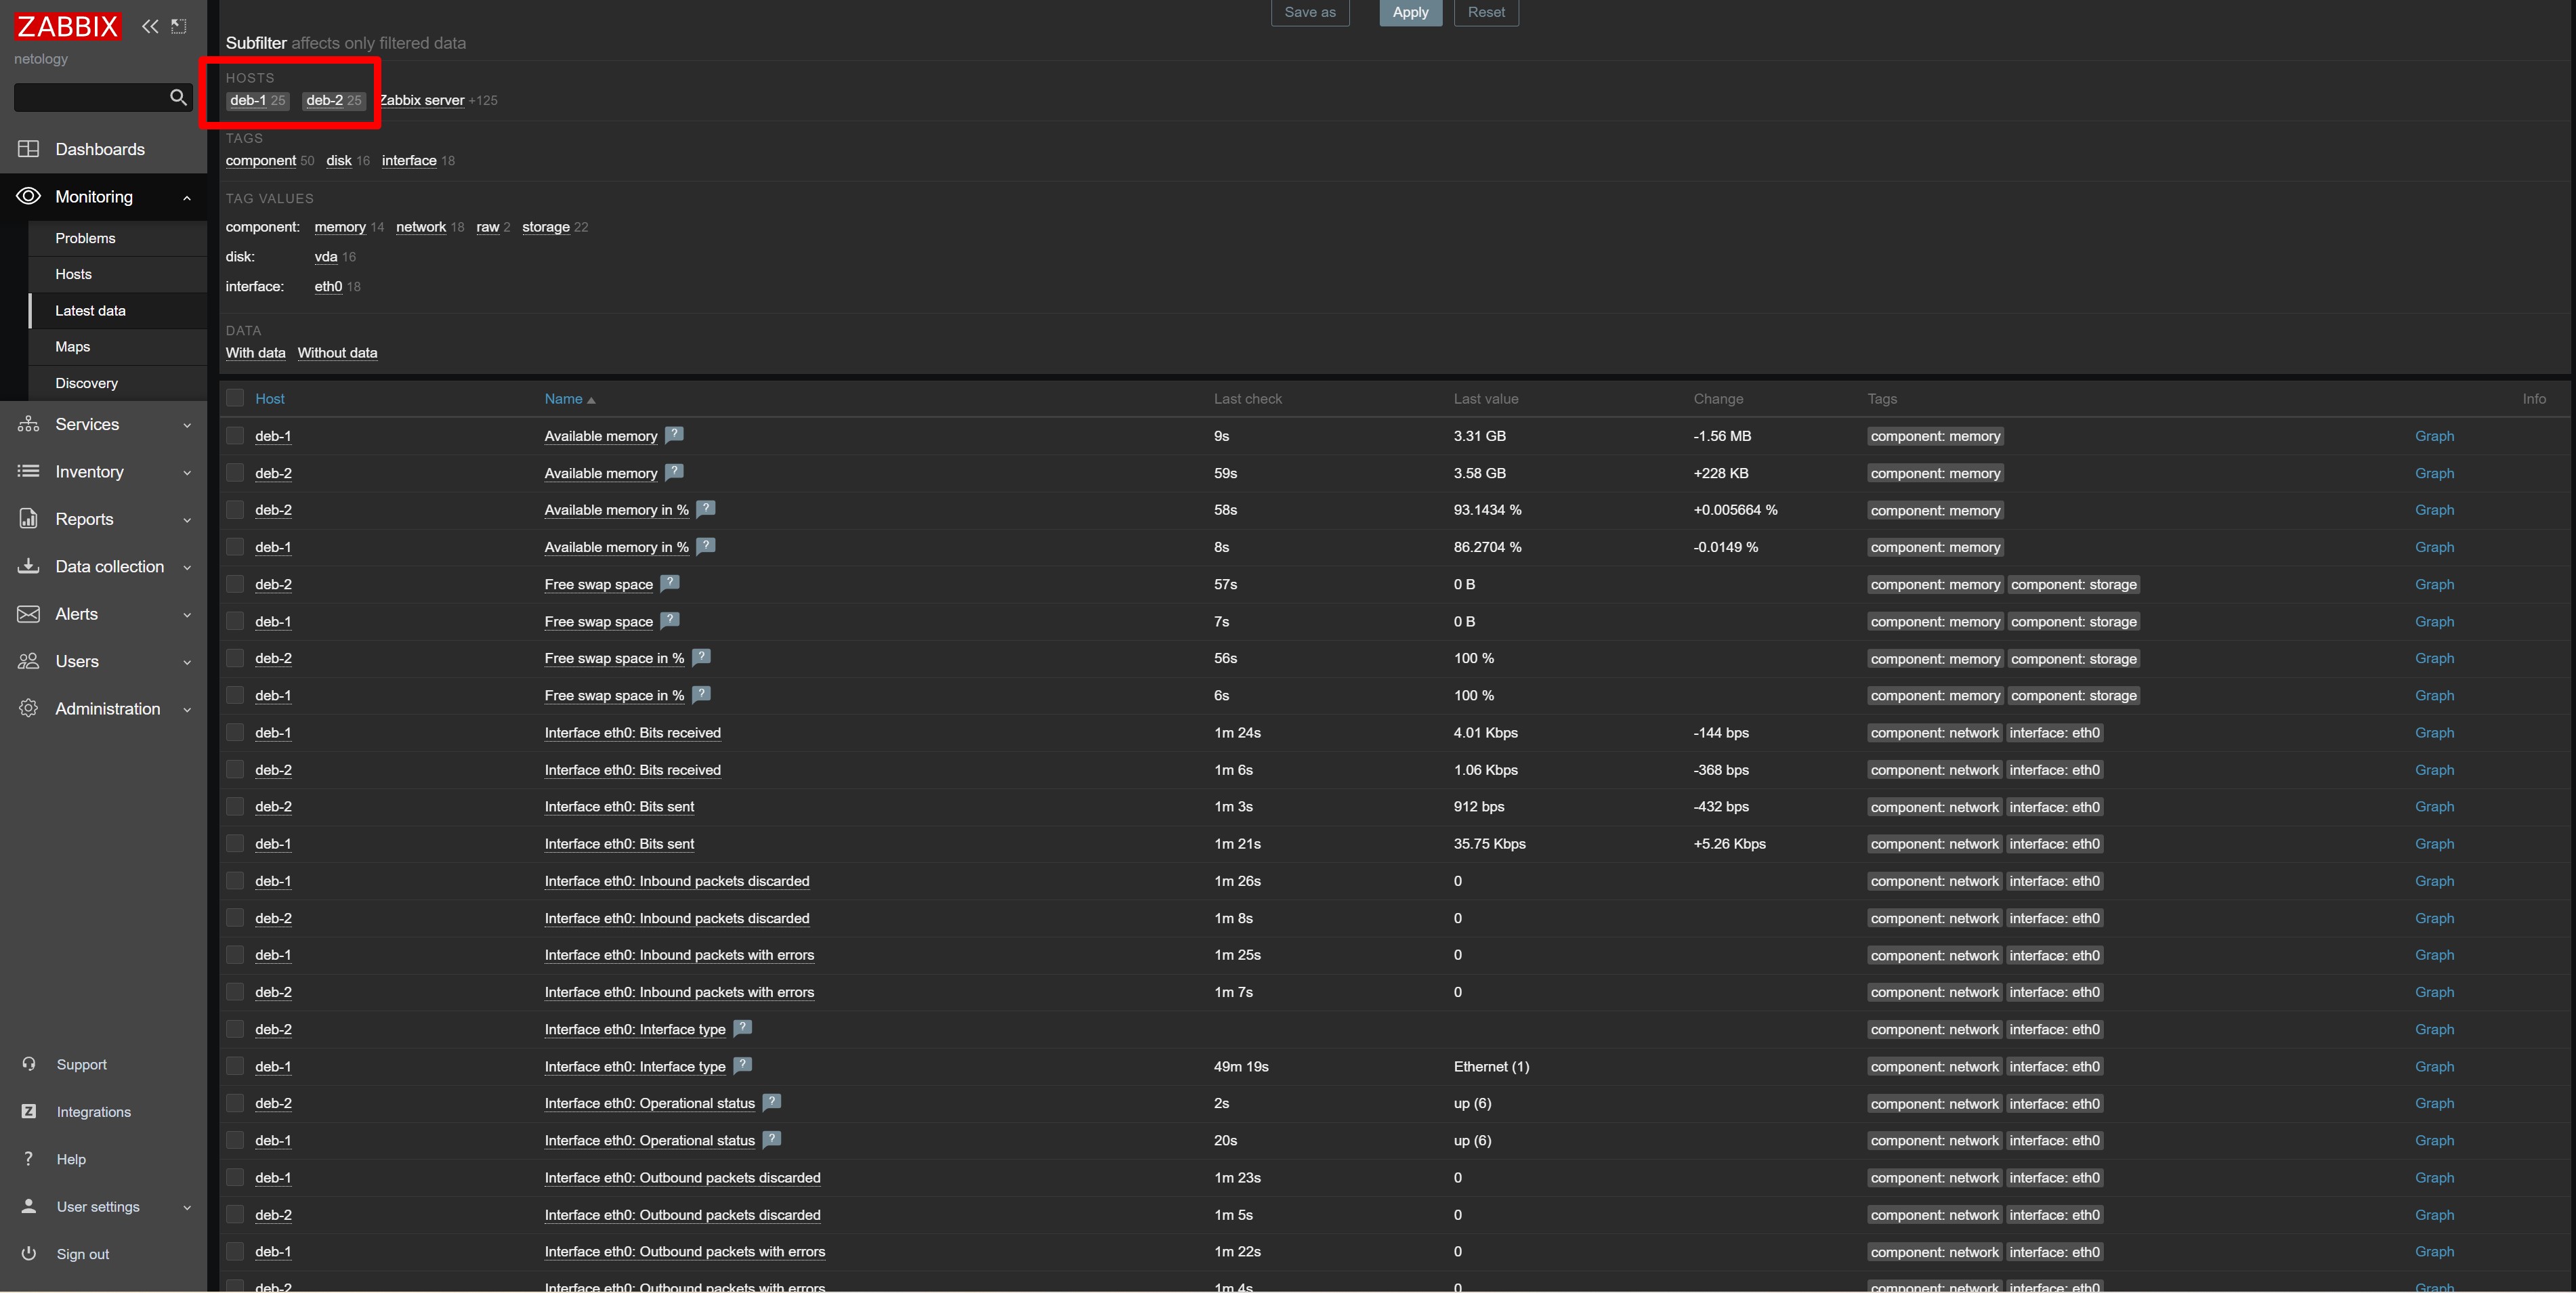 ZABBIX
netology
Dashboards
Monitoring
Problems
Hosts
Latest data
Maps
Discovery
Services
Inventory
Reports
Data collection
Alerts
Users
Administration
Support
Integrations
Help
User settings
Sign out
Save as Apply Reset
Subfilter affects only filtered data
HOSTS
deb-1 25 deb-2 25 Zabbix server +125
TAGS
component 50 disk 16 interface 18
TAG VALUES
component: memory 14 network 18 raw 2 storage 22
disk: vda 16
interface: eth0 18
DATA
With data Without data
Host Name Last check Last value Change Tags Info
deb-1 Available memory ? 9s 3.31 GB -1.56 MB component: memory Graph
deb-2 Available memory ? 59s 3.58 GB +228 KB component: memory Graph
deb-2 Available memory in % ? 58s 93.1434 % +0.005664 % component: memory Graph
deb-1 Available memory in % ? 8s 86.2704 % -0.0149 % component: memory Graph
deb-2 Free swap space ? 57s 0 B component: memory component: storage Graph
deb-1 Free swap space ? 7s 0 B component: memory component: storage Graph
deb-2 Free swap space in % ? 56s 100 % component: memory component: storage Graph
deb-1 Free swap space in % ? 6s 100 % component: memory component: storage Graph
deb-1 Interface eth0: Bits received 1m 24s 4.01 Kbps -144 bps component: network interface: eth0 Graph
deb-2 Interface eth0: Bits received 1m 6s 1.06 Kbps -368 bps component: network interface: eth0 Graph
deb-2 Interface eth0: Bits sent 1m 3s 912 bps -432 bps component: network interface: eth0 Graph
deb-1 Interface eth0: Bits sent 1m 21s 35.75 Kbps +5.26 Kbps component: network interface: eth0 Graph
deb-1 Interface eth0: Inbound packets discarded 1m 26s 0 component: network interface: eth0 Graph
deb-2 Interface eth0: Inbound packets discarded 1m 8s 0 component: network interface: eth0 Graph
deb-1 Interface eth0: Inbound packets with errors 1m 25s 0 component: network interface: eth0 Graph
deb-2 Interface eth0: Inbound packets with errors 1m 7s 0 component: network interface: eth0 Graph
deb-2 Interface eth0: Interface type ? component: network interface: eth0 Graph
deb-1 Interface eth0: Interface type ? 49m 19s Ethernet (1) component: network interface: eth0 Graph
deb-2 Interface eth0: Operational status ? 2s up (6) component: network interface: eth0 Graph
deb-1 Interface eth0: Operational status ? 20s up (6) component: network interface: eth0 Graph
deb-1 Interface eth0: Outbound packets discarded 1m 23s 0 component: network interface: eth0 Graph
deb-2 Interface eth0: Outbound packets discarded 1m 5s 0 component: network interface: eth0 Graph
deb-1 Interface eth0: Outbound packets with errors 1m 22s 0 component: network interface: eth0 Graph
deb-2 Interface eth0: Outbound packets with errors 1m 4s 0 component: network interface: eth0 Graph